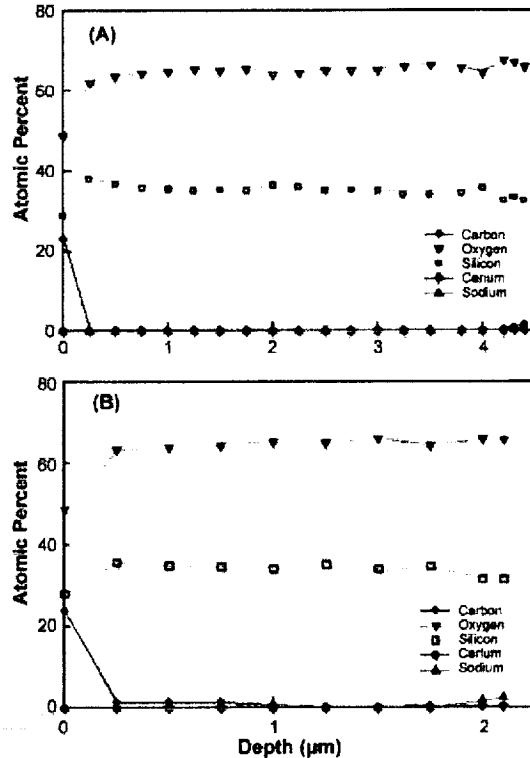 80
(A)
60
Atomic Percent
40
20
0
Carbon
Oxygen
Silicon
Cerium
Sodium
0 1 2 3 4
80
(B)
60
Atomic Percent
40
20
0
Carbon
Oxygen
Silicon
Cerium
Sodium
0 1 2
Depth (µm)